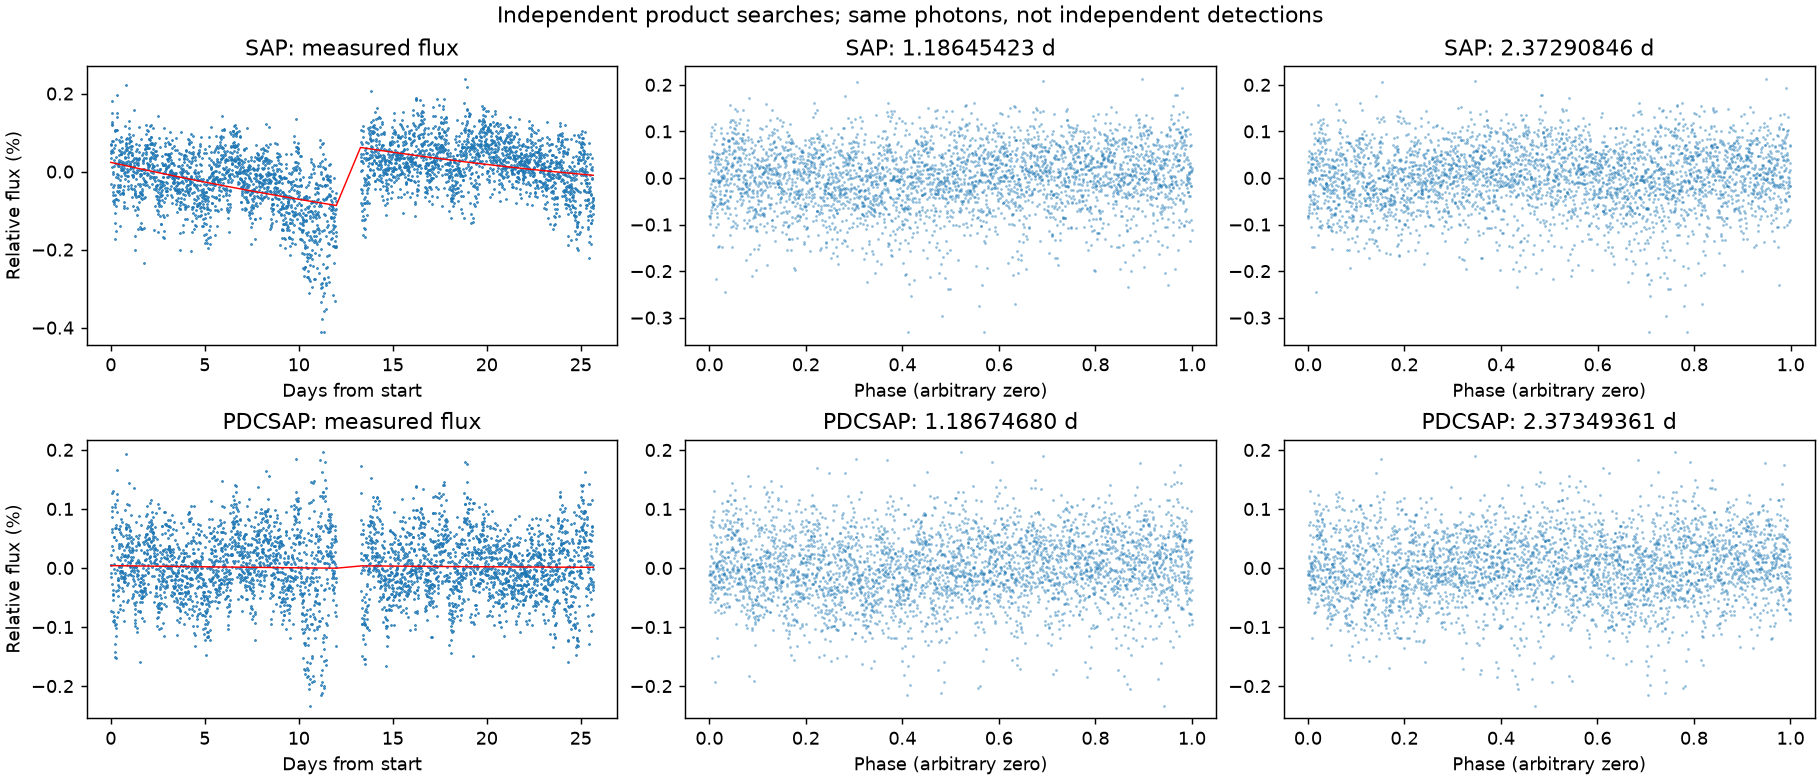 Independent product searches; same photons, not independent detections
SAP: measured flux
SAP: 1.18645423 d
SAP: 2.37290846 d
Relative flux (%)
0.2
0.0
−0.2
−0.4
0 5 10 15 20 25
Days from start
0.2
0.1
0.0
−0.1
−0.2
−0.3
0.0 0.2 0.4 0.6 0.8 1.0
Phase (arbitrary zero)
0.2
0.1
0.0
−0.1
−0.2
−0.3
0.0 0.2 0.4 0.6 0.8 1.0
Phase (arbitrary zero)
PDCSAP: measured flux
PDCSAP: 1.18674680 d
PDCSAP: 2.37349361 d
Relative flux (%)
0.2
0.1
0.0
−0.1
−0.2
0 5 10 15 20 25
Days from start
0.2
0.1
0.0
−0.1
−0.2
0.0 0.2 0.4 0.6 0.8 1.0
Phase (arbitrary zero)
0.2
0.1
0.0
−0.1
−0.2
0.0 0.2 0.4 0.6 0.8 1.0
Phase (arbitrary zero)